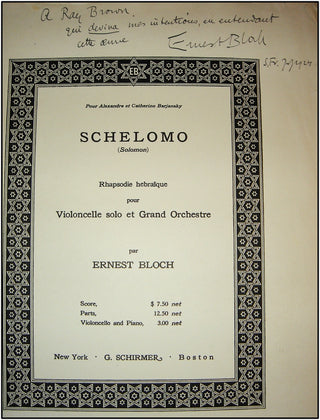 A Ray Brown
qui devina mes intentions, en entendant
cette œuvre
Ernest Bloch
EB
Pour Alexandre et Catherine Barjansky
SCHELOMO
(Solomon)
Rhapsodie hebraïque
pour
Violoncelle solo et Grand Orchestre
par
ERNEST BLOCH
Score, $ 7.50 net
Parts, 12.50 net
Violoncello and Piano, 3.00 net
New York · G. SCHIRMER · Boston